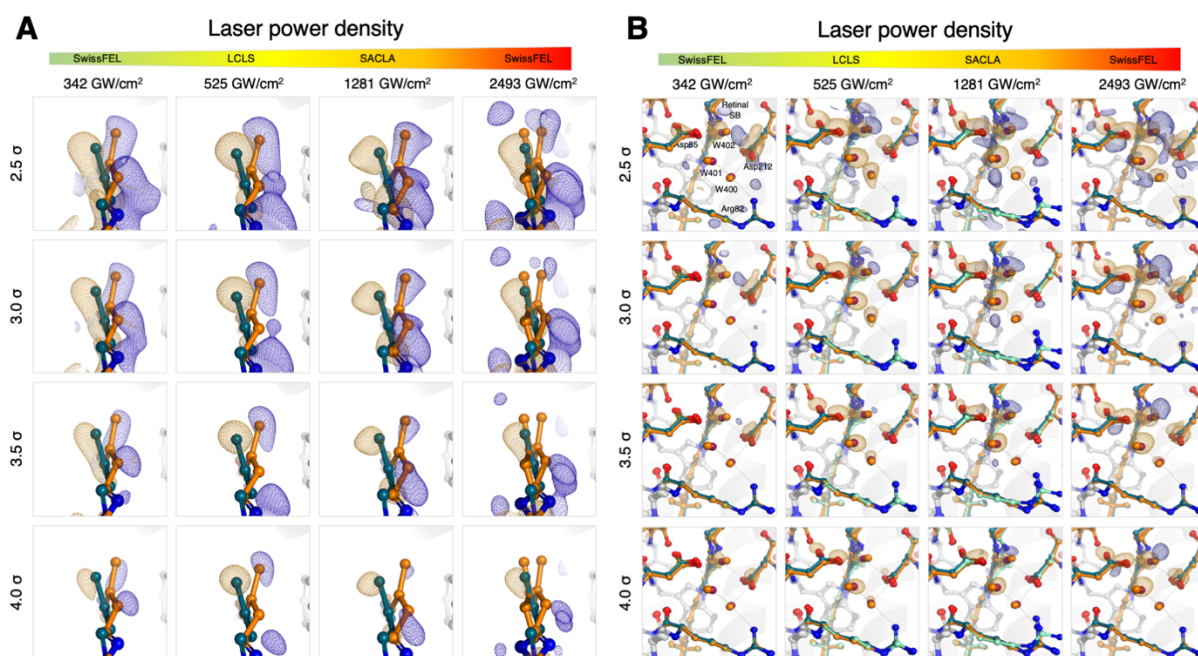 A
Laser power density
SwissFEL LCLS SACLA SwissFEL
342 GW/cm² 525 GW/cm² 1281 GW/cm² 2493 GW/cm²
2.5 σ
3.0 σ
3.5 σ
4.0 σ
B
Laser power density
SwissFEL LCLS SACLA SwissFEL
342 GW/cm² 525 GW/cm² 1281 GW/cm² 2493 GW/cm²
2.5 σ
Retinal
SB
Asp85
W402
Asp212
W401
W400
Arg82
3.0 σ
3.5 σ
4.0 σ